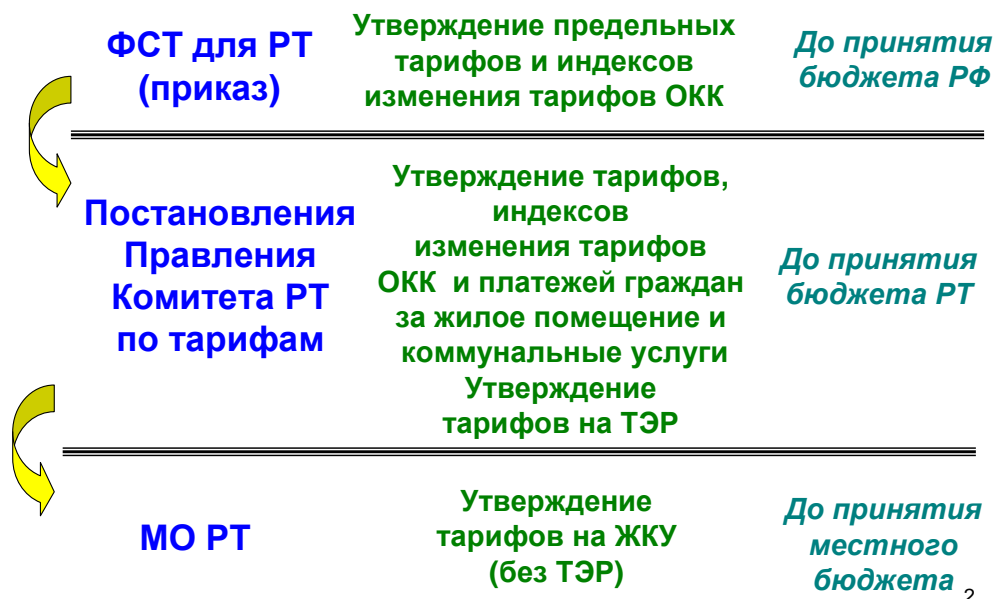 ФСТ для РТ
(приказ)
Утверждение предельных
тарифов и индексов
изменения тарифов ОКК
До принятия
бюджета РФ
Постановления
Правления
Комитета РТ
по тарифам
Утверждение тарифов,
индексов
изменения тарифов
ОКК и платежей граждан
за жилое помещение и
коммунальные услуги
Утверждение
тарифов на ТЭР
До принятия
бюджета РТ
МО РТ
Утверждение
тарифов на ЖКУ
(без ТЭР)
До принятия
местного
бюджета
2